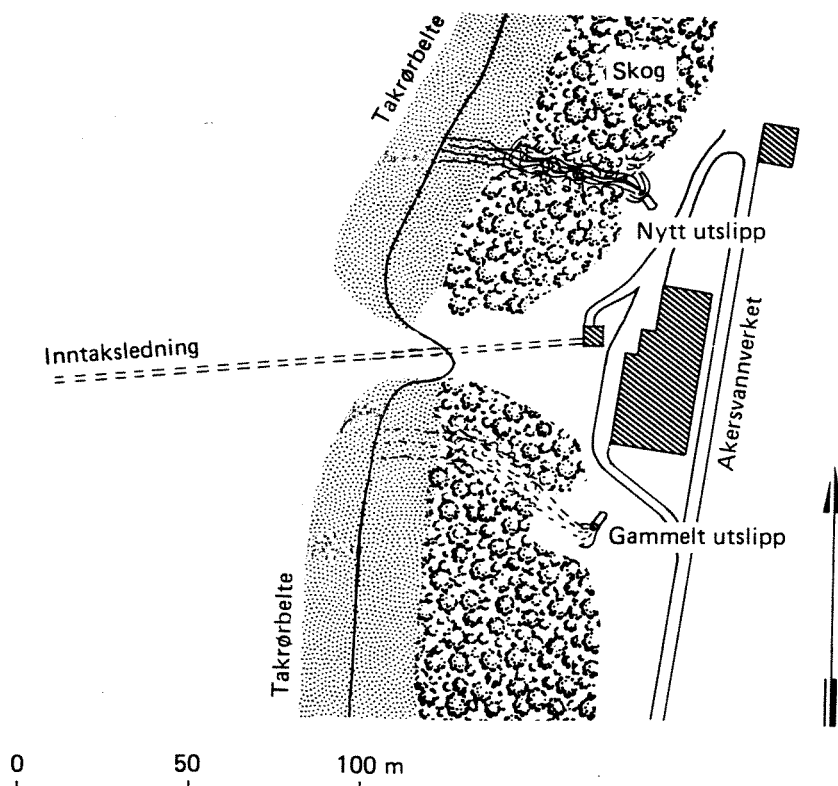 Takrørbelte
Skog
Nytt utslipp
Inntaksledning
Akersvannverket
Gammelt utslipp
Takrørbelte
0 50 100 m